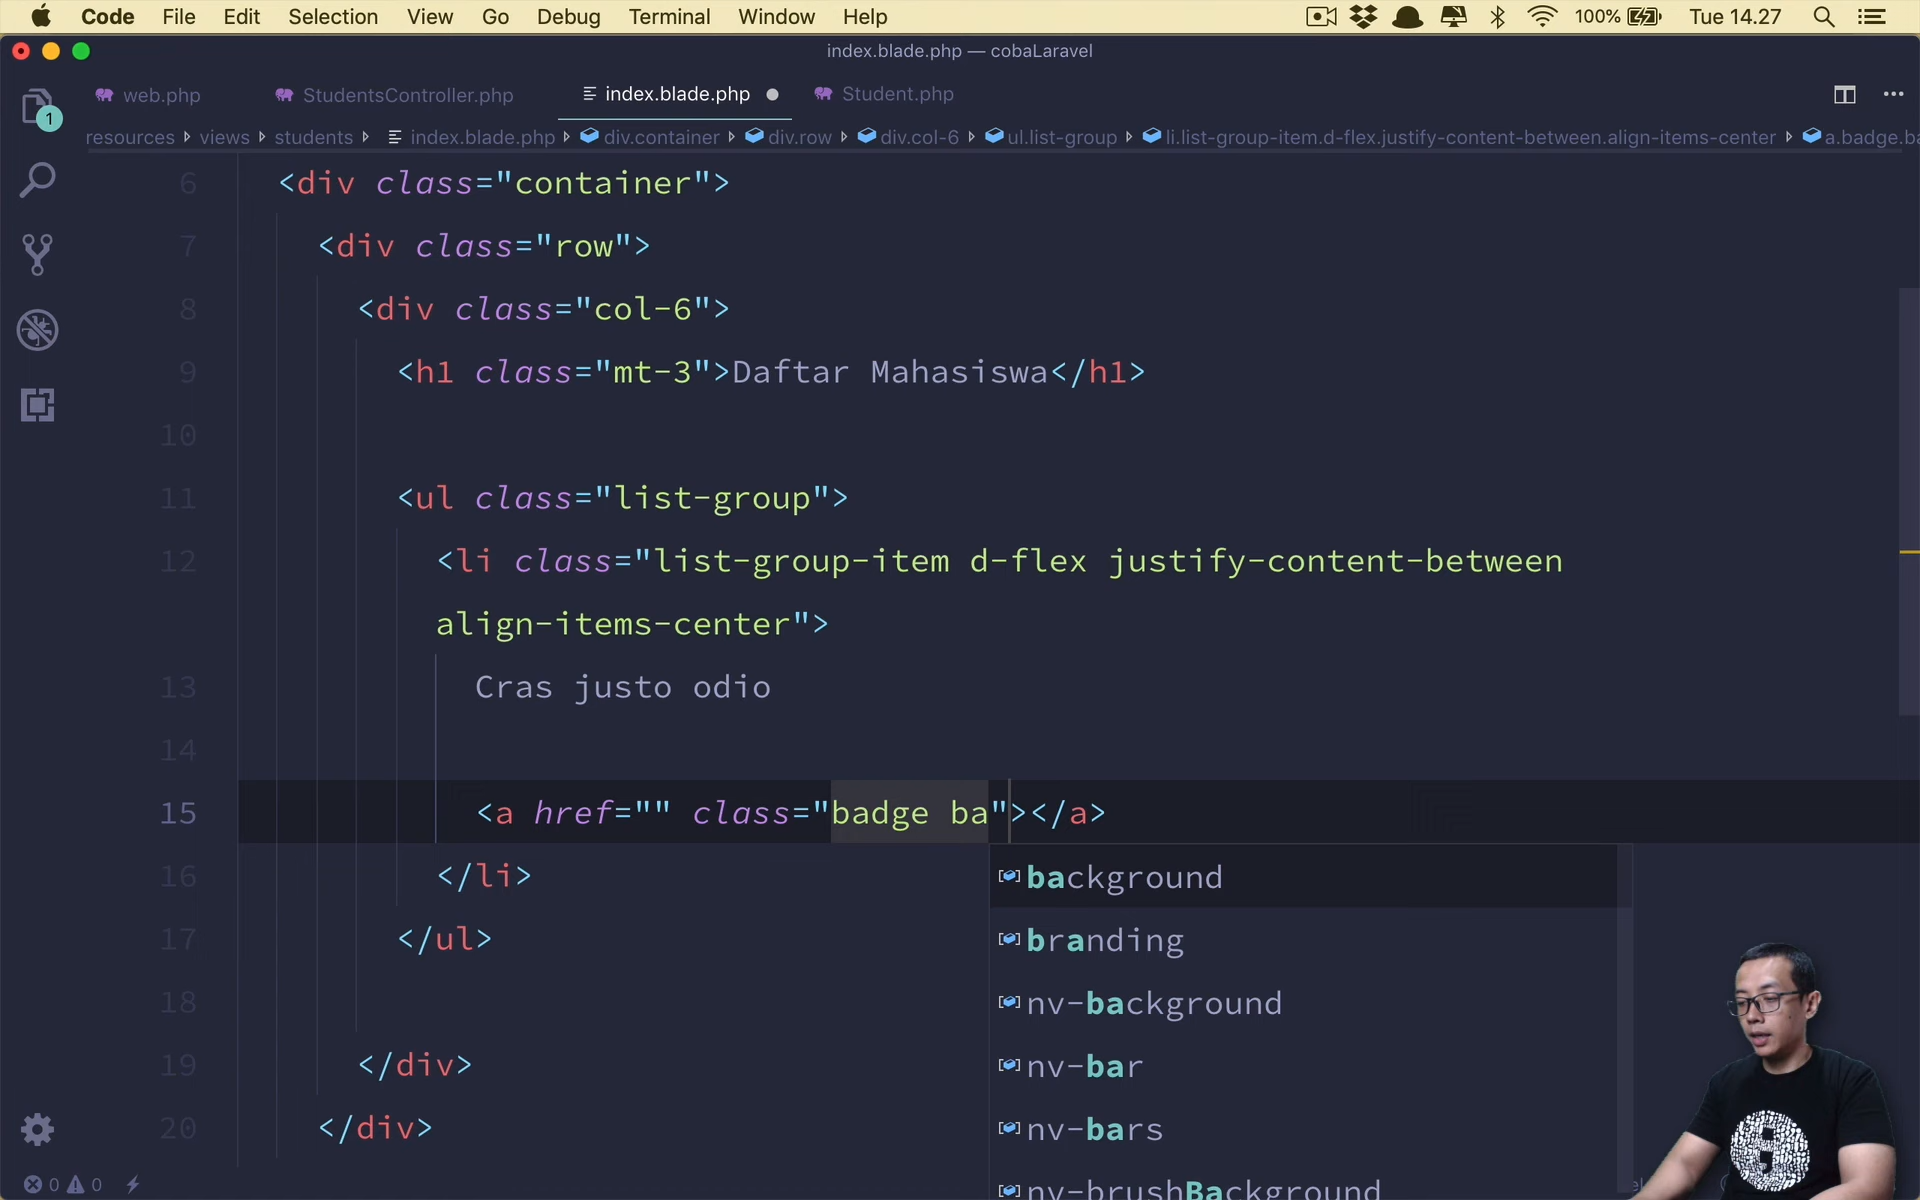 Code File Edit Selection View Go Debug Terminal Window Help 100% Tue 14.27
index.blade.php — cobaLaravel
web.php StudentsController.php index.blade.php Student.php
1
resources views students index.blade.php div.container div.row div.col-6 ul.list-group li.list-group-item.d-flex.justify-content-between.align-items-center a.badge.ba
6 <div class="container">
7 <div class="row">
8 <div class="col-6">
9 <h1 class="mt-3">Daftar Mahasiswa</h1>
10
11 <ul class="list-group">
12 <li class="list-group-item d-flex justify-content-between
align-items-center">
13 Cras justo odio
14
15 <a href="" class="badge ba"></a>
16 </li>
background
branding
17 </ul>
nv-background
18
nv-bar
19 </div>
nv-bars
20 </div>
nv-brushBackground
0 0